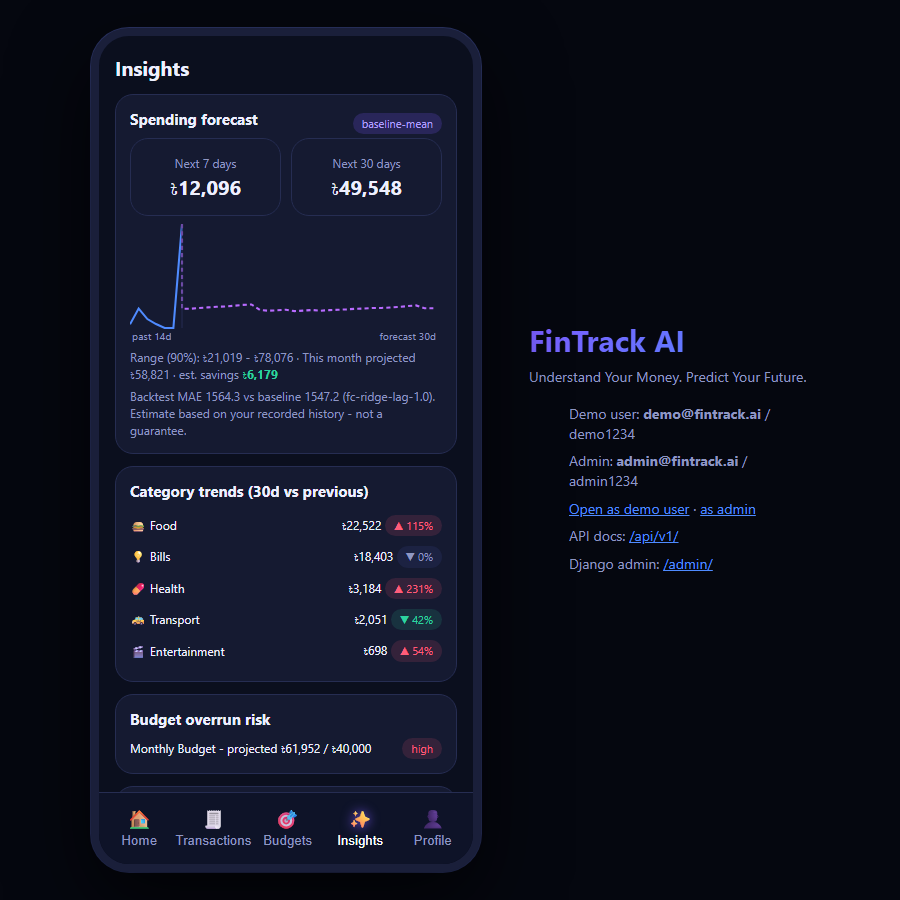 Insights
Spending forecast
baseline-mean
Next 7 days
৳12,096
Next 30 days
৳49,548
past 14d
forecast 30d
Range (90%): ৳21,019 - ৳78,076 · This month projected
৳58,821 · est. savings ৳6,179
Backtest MAE 1564.3 vs baseline 1547.2 (fc-ridge-lag-1.0).
Estimate based on your recorded history - not a
guarantee.
Category trends (30d vs previous)
Food ৳22,522 ▲ 115%
Bills ৳18,403 ▼ 0%
Health ৳3,184 ▲ 231%
Transport ৳2,051 ▼ 42%
Entertainment ৳698 ▲ 54%
Budget overrun risk
Monthly Budget - projected ৳61,952 / ৳40,000 high
Home
Transactions
Budgets
Insights
Profile
FinTrack AI
Understand Your Money. Predict Your Future.
Demo user: demo@fintrack.ai /
demo1234
Admin: admin@fintrack.ai /
admin1234
Open as demo user · as admin
API docs: /api/v1/
Django admin: /admin/